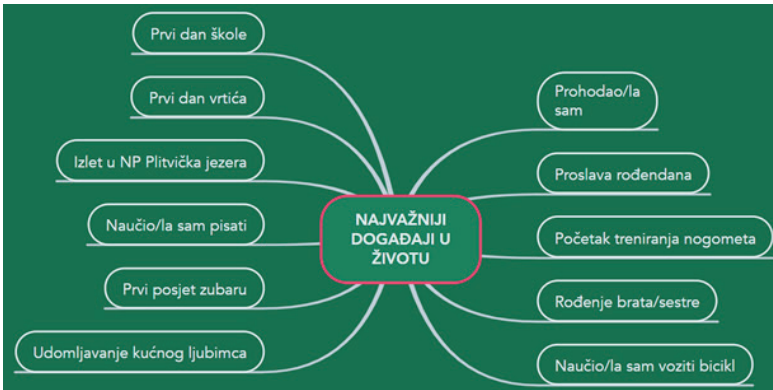 Prvi dan škole
Prvi dan vrtića
Izlet u NP Plitvička jezera
Naučio/la sam pisati
Prvi posjet zubaru
Udomljavanje kućnog ljubimca
NAJVAŽNIJI
DOGAĐAJI U
ŽIVOTU
Prohodao/la
sam
Proslava rođendana
Početak treniranja nogometa
Rođenje brata/sestre
Naučio/la sam voziti bicikl